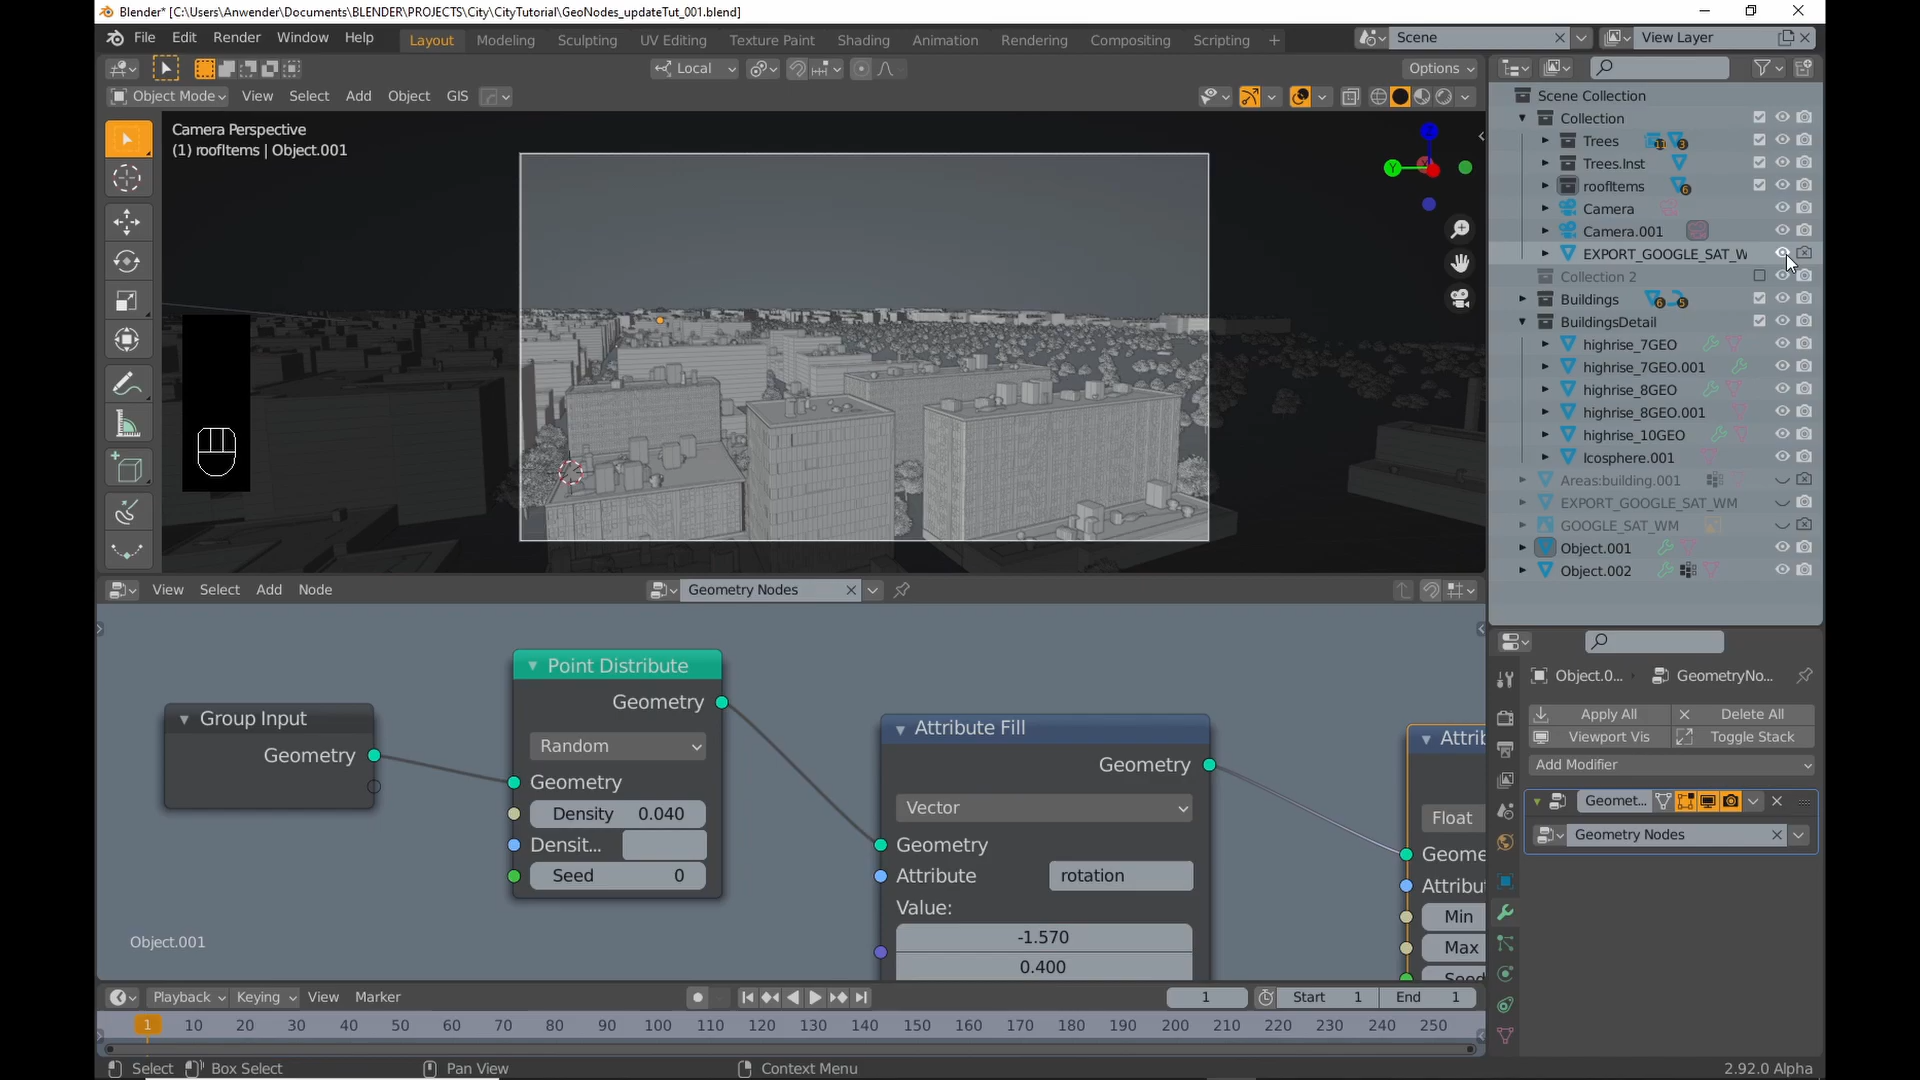 Blender* [C:\Users\Anwender\Documents\BLENDER\PROJECTS\City\CityTutorial\GeoNodes_updateTut_001.blend]
File Edit Render Window Help
Layout Modeling Sculpting UV Editing Texture Paint Shading Animation Rendering Compositing Scripting +
Scene
View Layer
Local
Options
Object Mode View Select Add Object GIS
Camera Perspective
(1) roofItems | Object.001
Y
Z
Scene Collection
Collection
Trees 11 3
Trees.Inst
roofItems 6
Camera
Camera.001
EXPORT_GOOGLE_SAT_W
Collection 2
Buildings 6 5
BuildingsDetail
highrise_7GEO
highrise_7GEO.001
highrise_8GEO
highrise_8GEO.001
highrise_10GEO
Icosphere.001
Areas:building.001
EXPORT_GOOGLE_SAT_WM
GOOGLE_SAT_WM
Object.001
Object.002
View Select Add Node
Geometry Nodes
Group Input
Geometry
Point Distribute
Geometry
Random
Geometry
Density 0.040
Densit...
Seed 0
Attribute Fill
Geometry
Vector
Geometry
Attribute rotation
Value:
-1.570
0.400
Attrib
Float
Geome
Attribu
Min
Max
Seed
Object.001
Object.0... GeometryNo...
Apply All Delete All
Viewport Vis Toggle Stack
Add Modifier
Geomet...
Geometry Nodes
Playback Keying View Marker
1 Start 1 End 1
1 10 20 30 40 50 60 70 80 90 100 110 120 130 140 150 160 170 180 190 200 210 220 230 240 250
Select Box Select Pan View Context Menu 2.92.0 Alpha